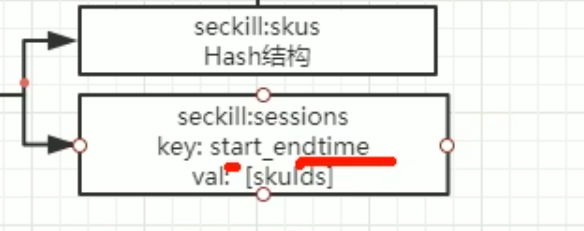 seckill:skus
Hash结构
seckill:sessions
key: start_endtime
val: [skuIds]